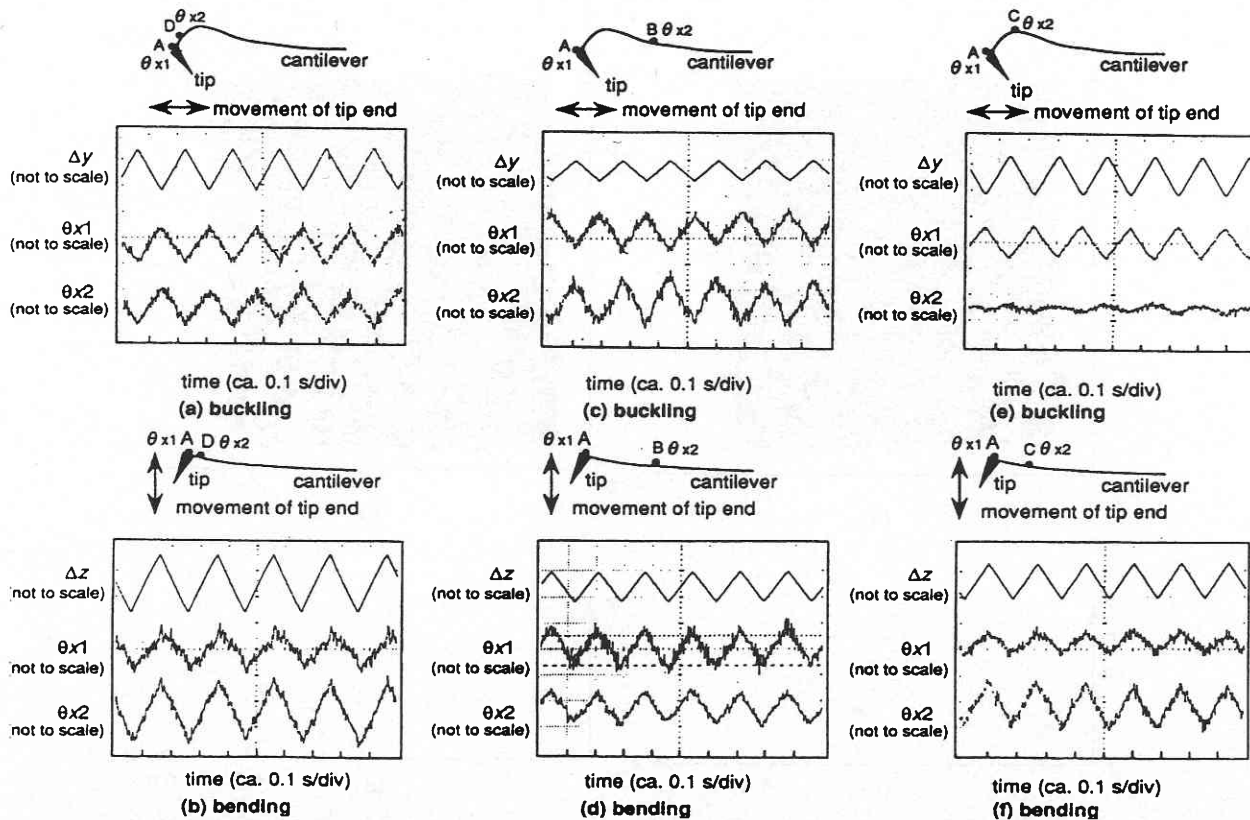 D θx2
A
θx1
tip
cantilever
movement of tip end
Δy
(not to scale)
θx1
(not to scale)
θx2
(not to scale)
time (ca. 0.1 s/div)
(a) buckling
B θx2
A
θx1
tip
cantilever
movement of tip end
Δy
(not to scale)
θx1
(not to scale)
θx2
(not to scale)
time (ca. 0.1 s/div)
(c) buckling
C θx2
A
θx1
tip
cantilever
movement of tip end
Δy
(not to scale)
θx1
(not to scale)
θx2
(not to scale)
time (ca. 0.1 s/div)
(e) buckling
θx1 A D θx2
tip
cantilever
movement of tip end
Δz
(not to scale)
θx1
(not to scale)
θx2
(not to scale)
time (ca. 0.1 s/div)
(b) bending
θx1 A B θx2
tip
cantilever
movement of tip end
Δz
(not to scale)
θx1
(not to scale)
θx2
(not to scale)
time (ca. 0.1 s/div)
(d) bending
θx1 A
C θx2
tip
cantilever
movement of tip end
Δz
(not to scale)
θx1
(not to scale)
θx2
(not to scale)
time (ca. 0.1 s/div)
(f) bending